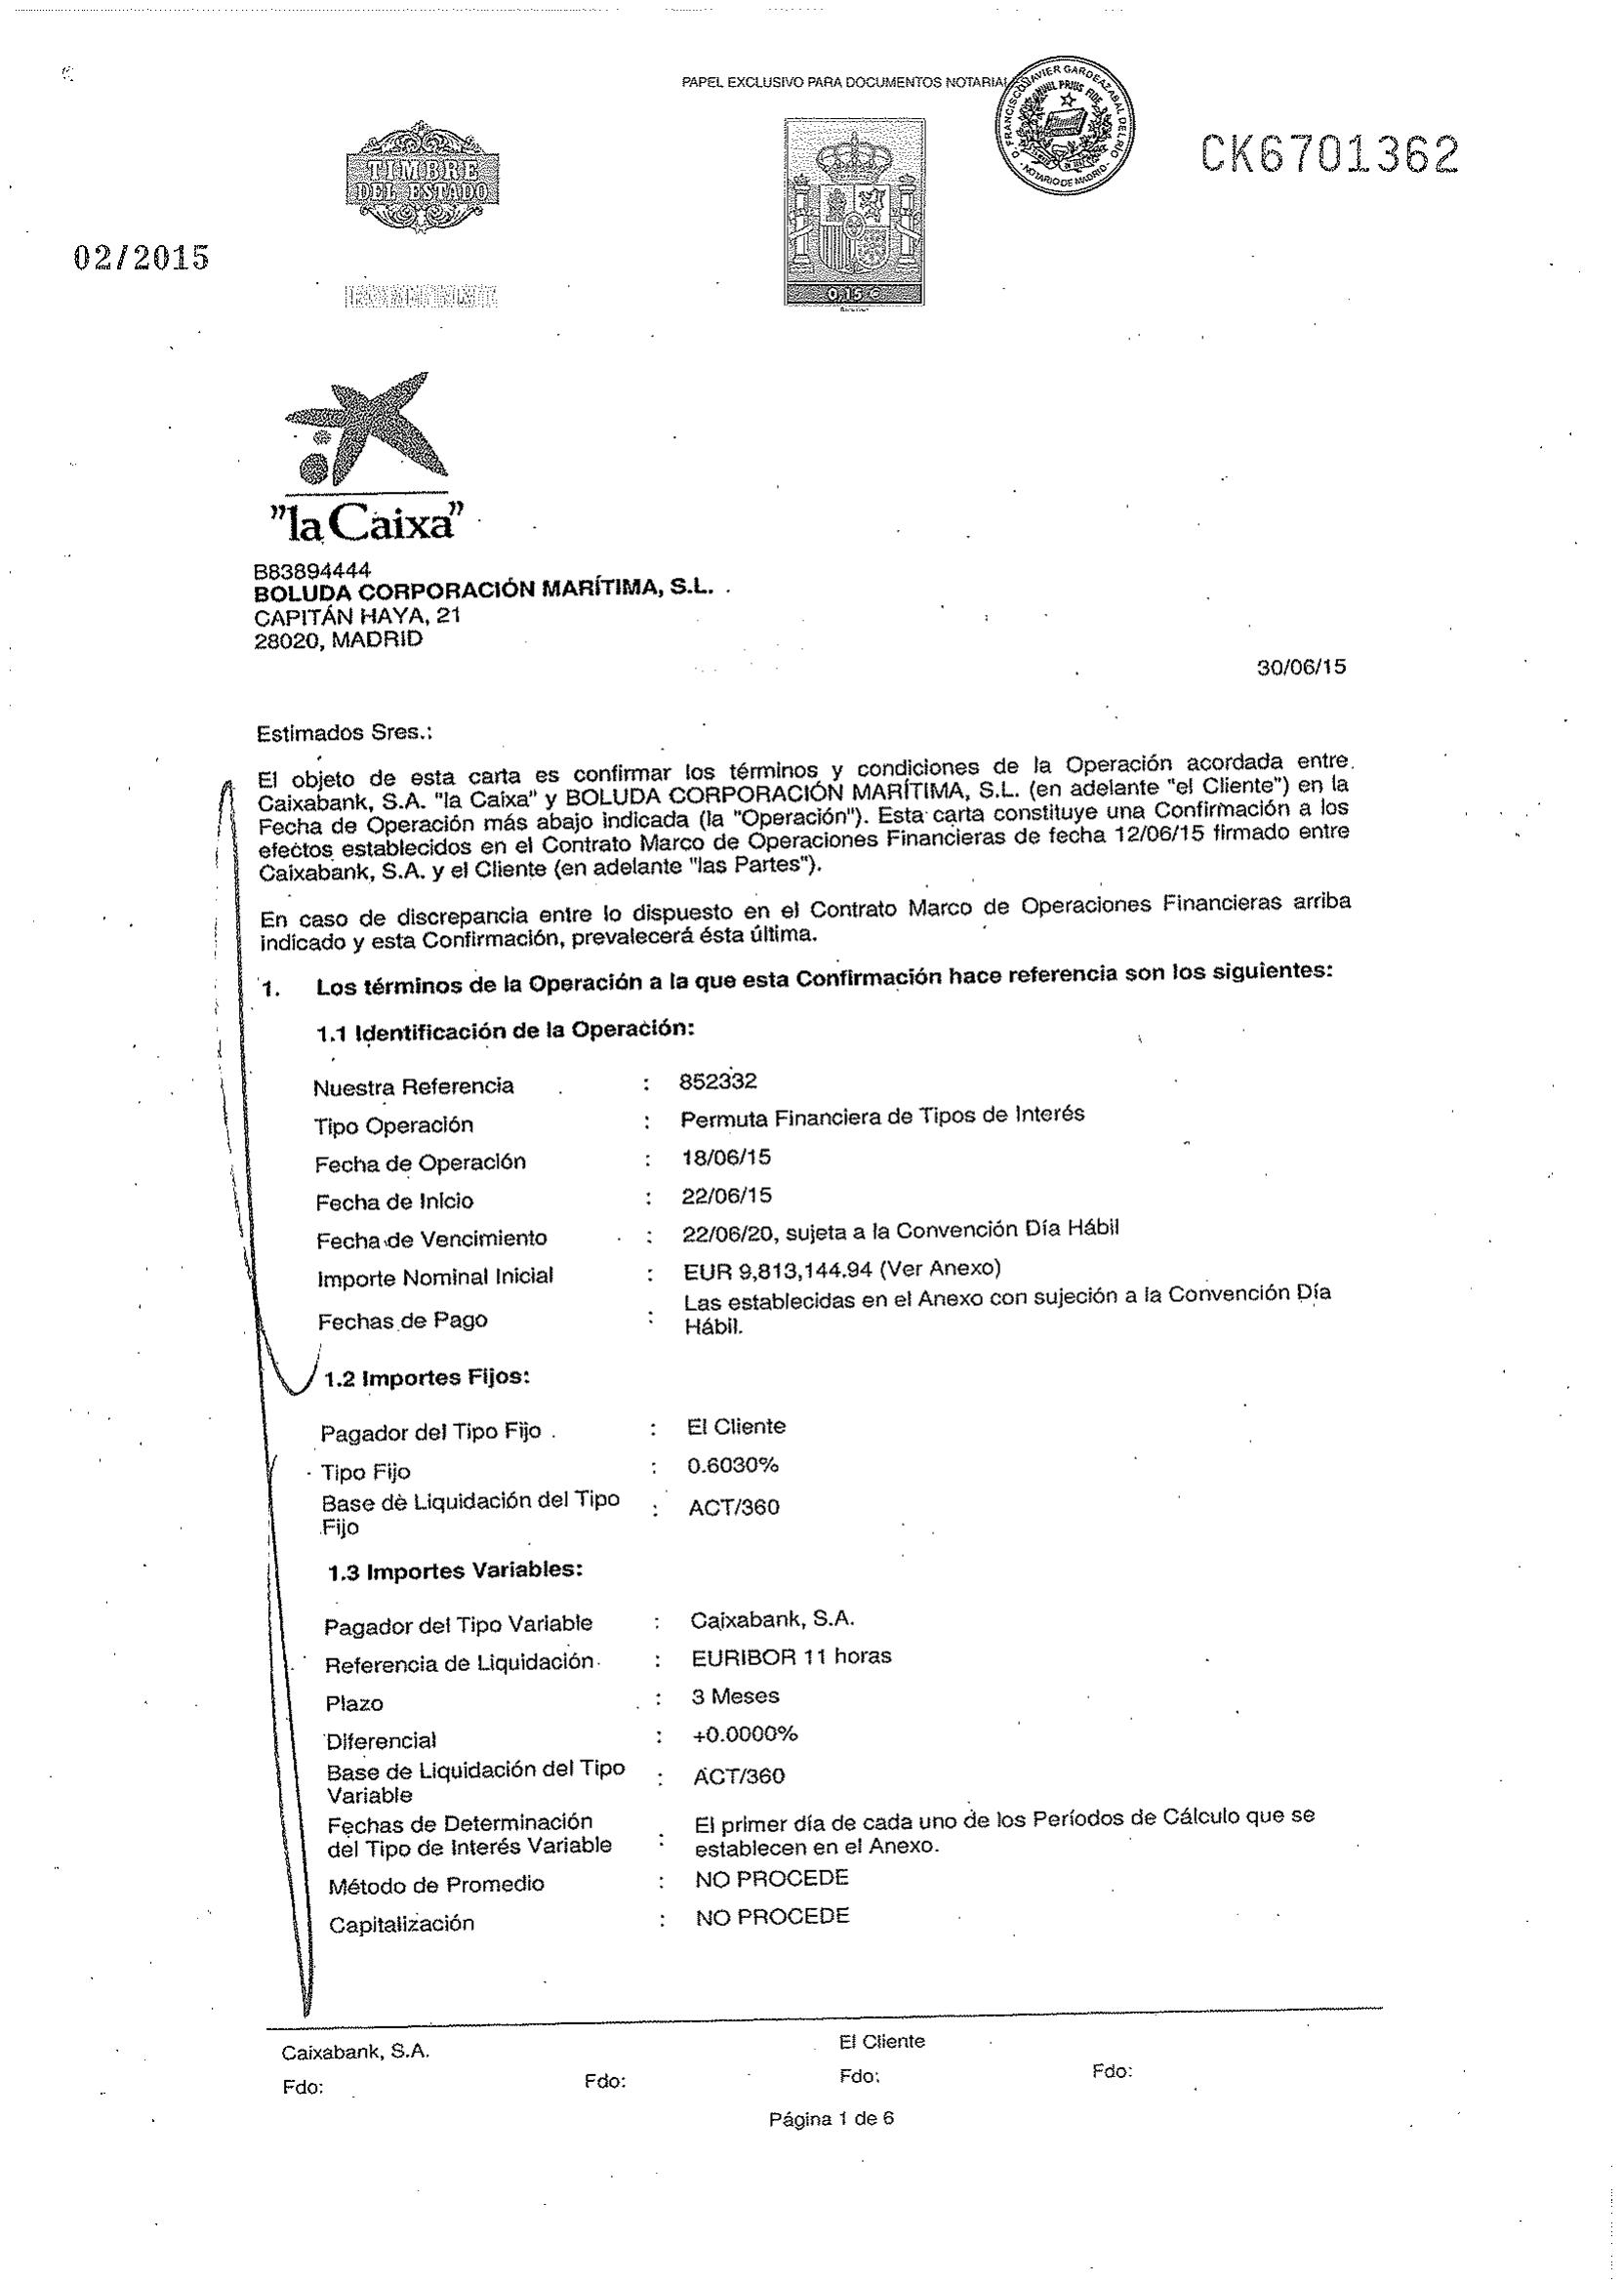 PAPEL EXCLUSIVO PARA DOCUMENTOS NOTARIAL
D. FRANCISCO JAVIER GARDEAZABAL DEL RIO
NIHIL PRIUS FIDE
NOTARIO DE MADRID
TIMBRE
DEL ESTADO
CK6701362
02/2015
0,15 €
"la Caixa"
B83894444
BOLUDA CORPORACIÓN MARÍTIMA, S.L.
CAPITÁN HAYA, 21
28020, MADRID
30/06/15
Estimados Sres.:
El objeto de esta carta es confirmar los términos y condiciones de la Operación acordada entre
Caixabank, S.A. "la Caixa" y BOLUDA CORPORACIÓN MARÍTIMA, S.L. (en adelante "el Cliente") en la
Fecha de Operación más abajo indicada (la "Operación"). Esta carta constituye una Confirmación a los
efectos establecidos en el Contrato Marco de Operaciones Financieras de fecha 12/06/15 firmado entre
Caixabank, S.A. y el Cliente (en adelante "las Partes").
En caso de discrepancia entre lo dispuesto en el Contrato Marco de Operaciones Financieras arriba
indicado y esta Confirmación, prevalecerá ésta última.
1. Los términos de la Operación a la que esta Confirmación hace referencia son los siguientes:
1.1 Identificación de la Operación:
Nuestra Referencia : 852332
Tipo Operación : Permuta Financiera de Tipos de Interés
Fecha de Operación : 18/06/15
Fecha de Inicio : 22/06/15
Fecha de Vencimiento : 22/06/20, sujeta a la Convención Día Hábil
Importe Nominal Inicial : EUR 9,813,144.94 (Ver Anexo)
Fechas de Pago : Las establecidas en el Anexo con sujeción a la Convención Día
Hábil.
1.2 Importes Fijos:
Pagador del Tipo Fijo : El Cliente
Tipo Fijo : 0.6030%
Base de Liquidación del Tipo
Fijo : ACT/360
1.3 Importes Variables:
Pagador del Tipo Variable : Caixabank, S.A.
Referencia de Liquidación : EURIBOR 11 horas
Plazo : 3 Meses
Diferencial : +0.0000%
Base de Liquidación del Tipo
Variable : ACT/360
Fechas de Determinación
del Tipo de Interés Variable : El primer día de cada uno de los Períodos de Cálculo que se
establecen en el Anexo.
Método de Promedio : NO PROCEDE
Capitalización : NO PROCEDE
Caixabank, S.A. El Cliente
Fdo: Fdo: Fdo: Fdo:
Página 1 de 6